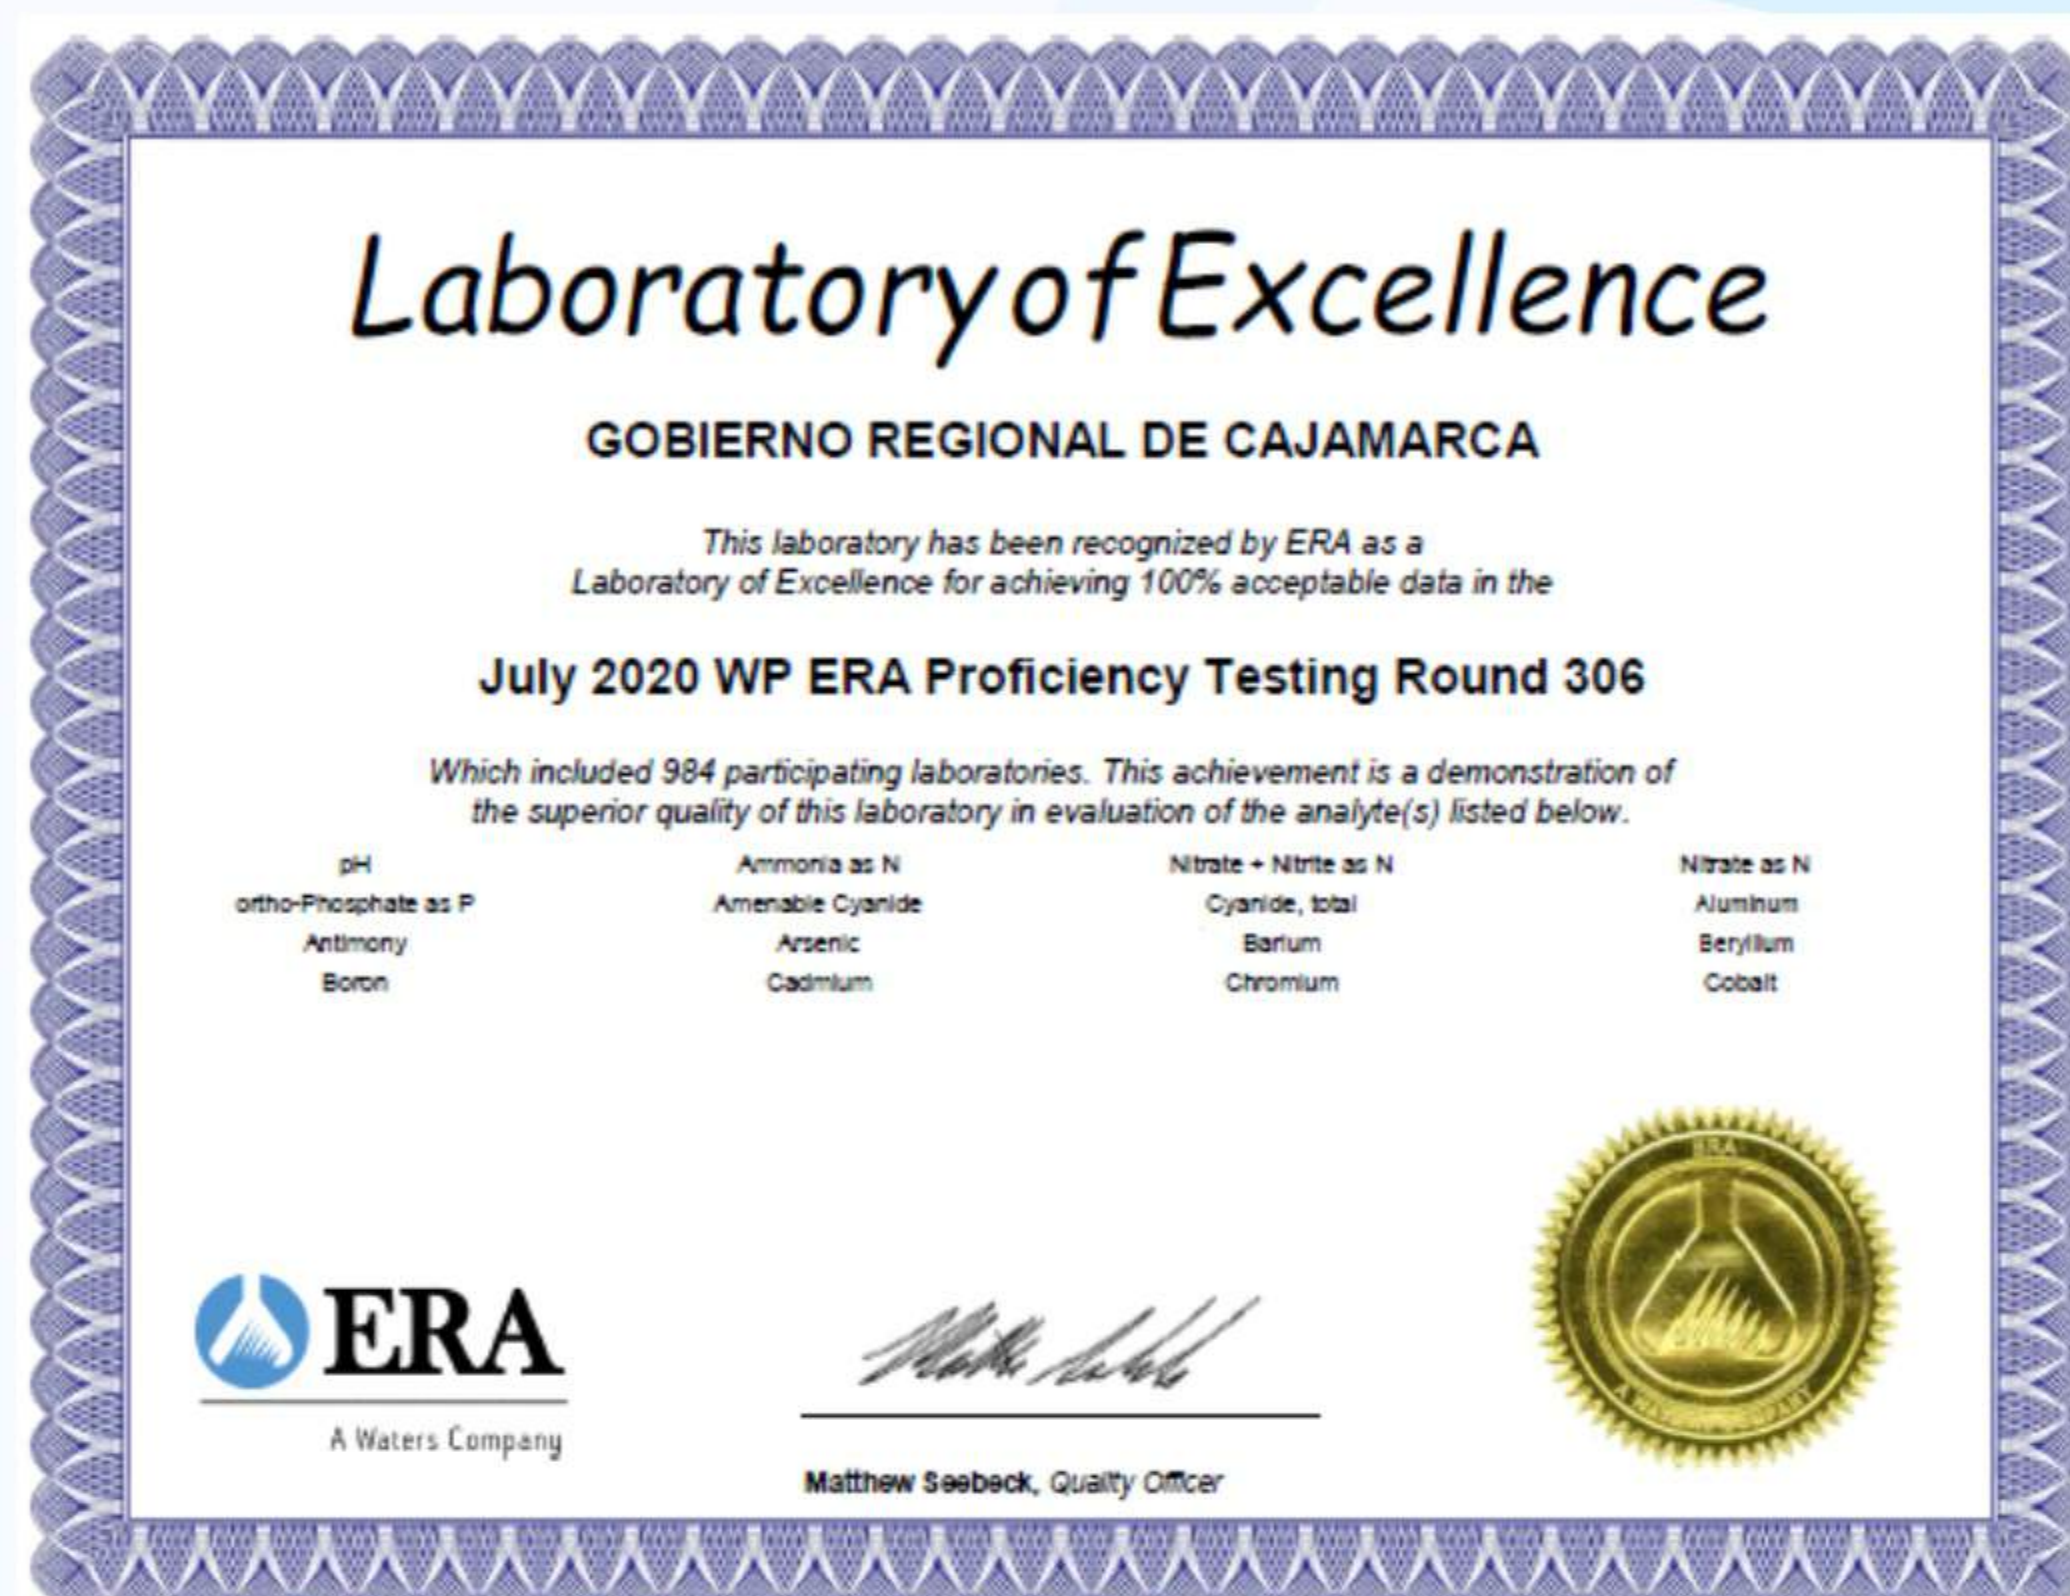 Laboratory of Excellence
GOBIERNO REGIONAL DE CAJAMARCA
This laboratory has been recognized by ERA as a
Laboratory of Excellence for achieving 100% acceptable data in the
July 2020 WP ERA Proficiency Testing Round 306
Which included 984 participating laboratories. This achievement is a demonstration of
the superior quality of this laboratory in evaluation of the analyte(s) listed below.
pH Ammonia as N Nitrate + Nitrite as N Nitrate as N
ortho-Phosphate as P Amenable Cyanide Cyanide, total Aluminum
Antimony Arsenic Barium Beryllium
Boron Cadmium Chromium Cobalt
ERA
A WATERS COMPANY
ERA
A Waters Company
Matthew Seebeck, Quality Officer